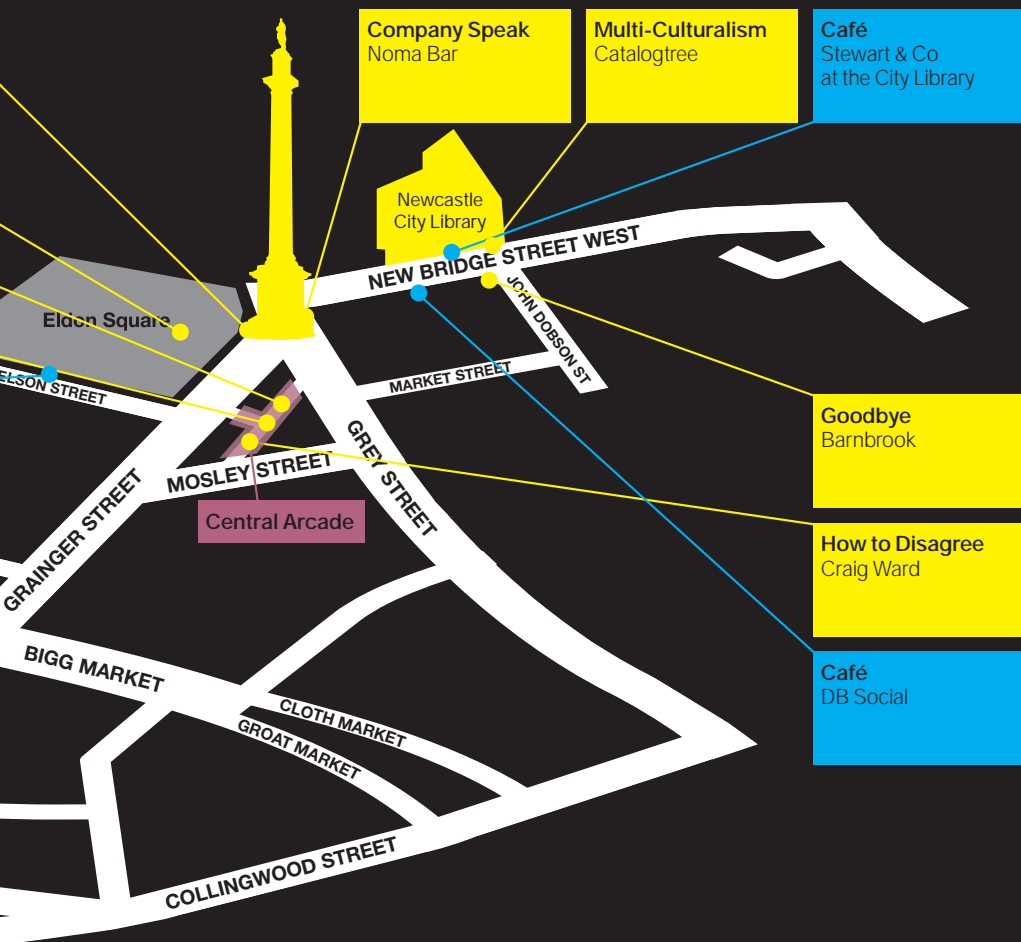 Company Speak
Noma Bar
Multi-Culturalism
Catalogtree
Café
Stewart & Co
at the City Library
Newcastle
City Library
NEW BRIDGE STREET WEST
JOHN DOBSON ST
Eldon Square
ELSON STREET
MARKET STREET
GREY STREET
MOSLEY STREET
GRAINGER STREET
Central Arcade
Goodbye
Barnbrook
How to Disagree
Craig Ward
Café
DB Social
BIGG MARKET
CLOTH MARKET
GROAT MARKET
COLLINGWOOD STREET